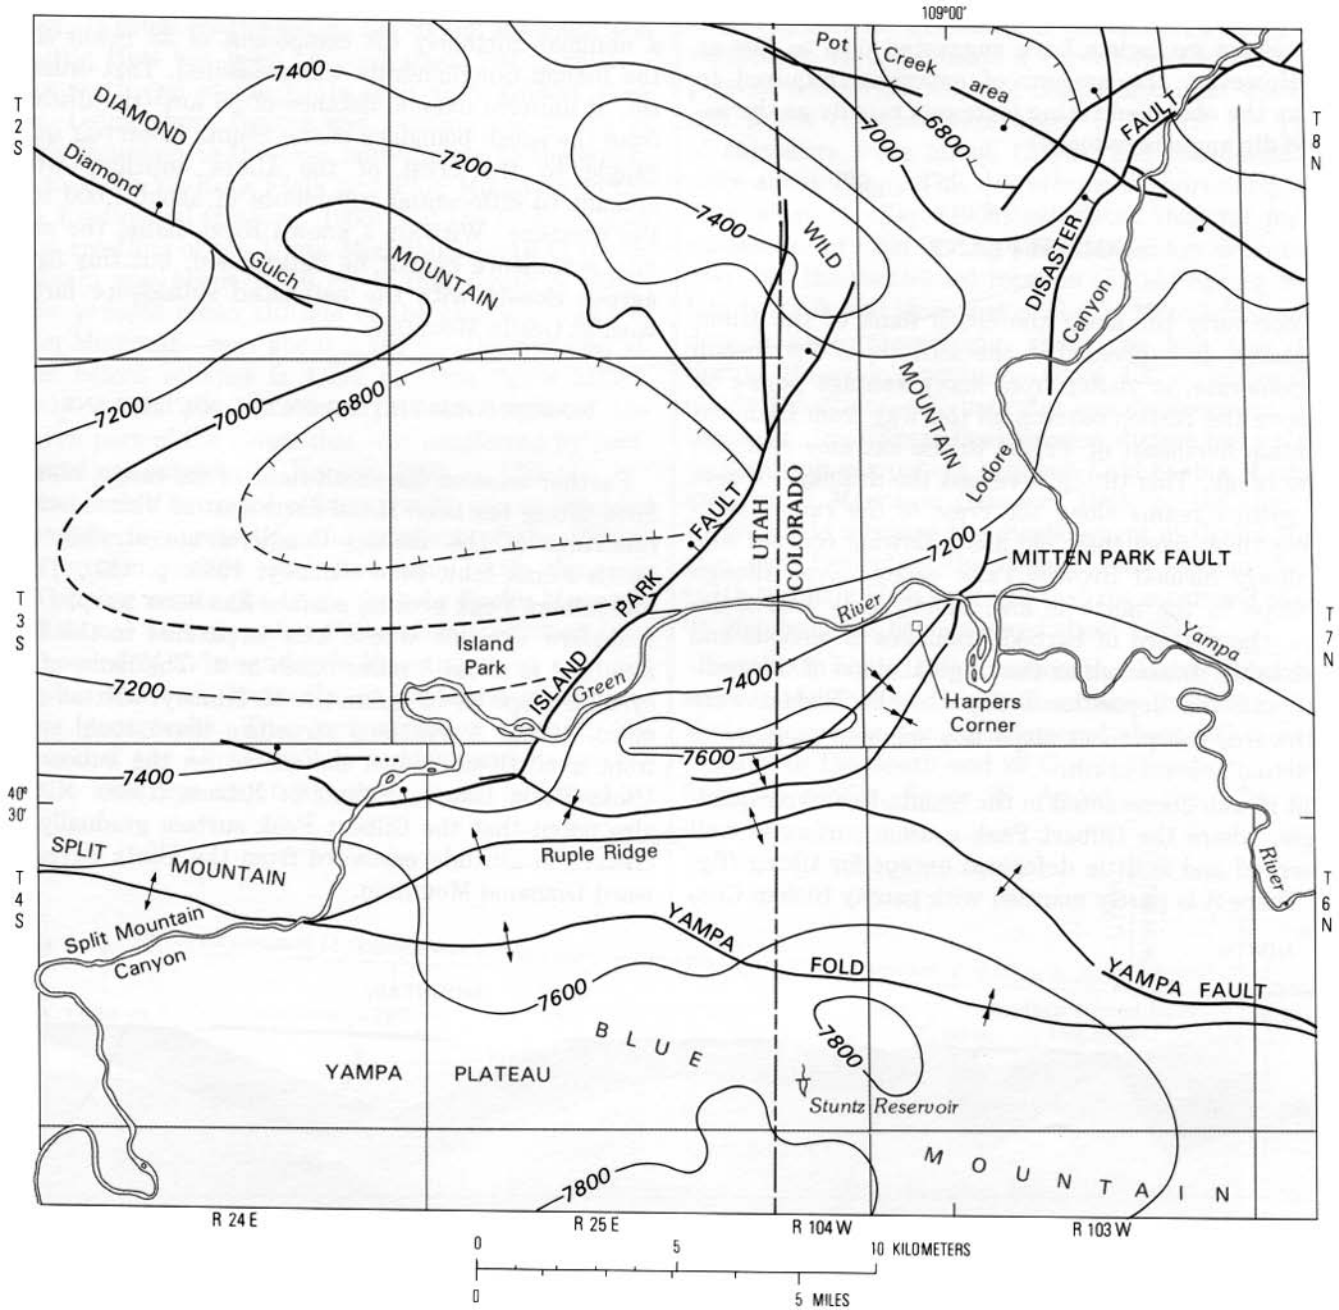 109°00'
Pot
Creek
area
7400
DIAMOND
T
2
S
Diamond
Gulch
7200
MOUNTAIN
7400
7000
6800
FAULT
DISASTER
T
8
N
WILD
MOUNTAIN
Canyon
Lodore
7200
7000
6800
FAULT
PARK
ISLAND
UTAH
COLORADO
7200
MITTEN PARK FAULT
River
Yampa
T
3
S
T
7
N
Island
Park
Green
7200
7400
Harpers
Corner
7600
7400
40°
30'
SPLIT
MOUNTAIN
Ruple Ridge
River
T
4
S
T
6
N
Split Mountain
Canyon
YAMPA
FOLD
YAMPA FAULT
7600
BLUE
7800
YAMPA PLATEAU
Stuntz Reservoir
MOUNTAIN
7800
R 24 E
R 25 E
R 104 W
R 103 W
0 5 10 KILOMETERS
0 5 MILES